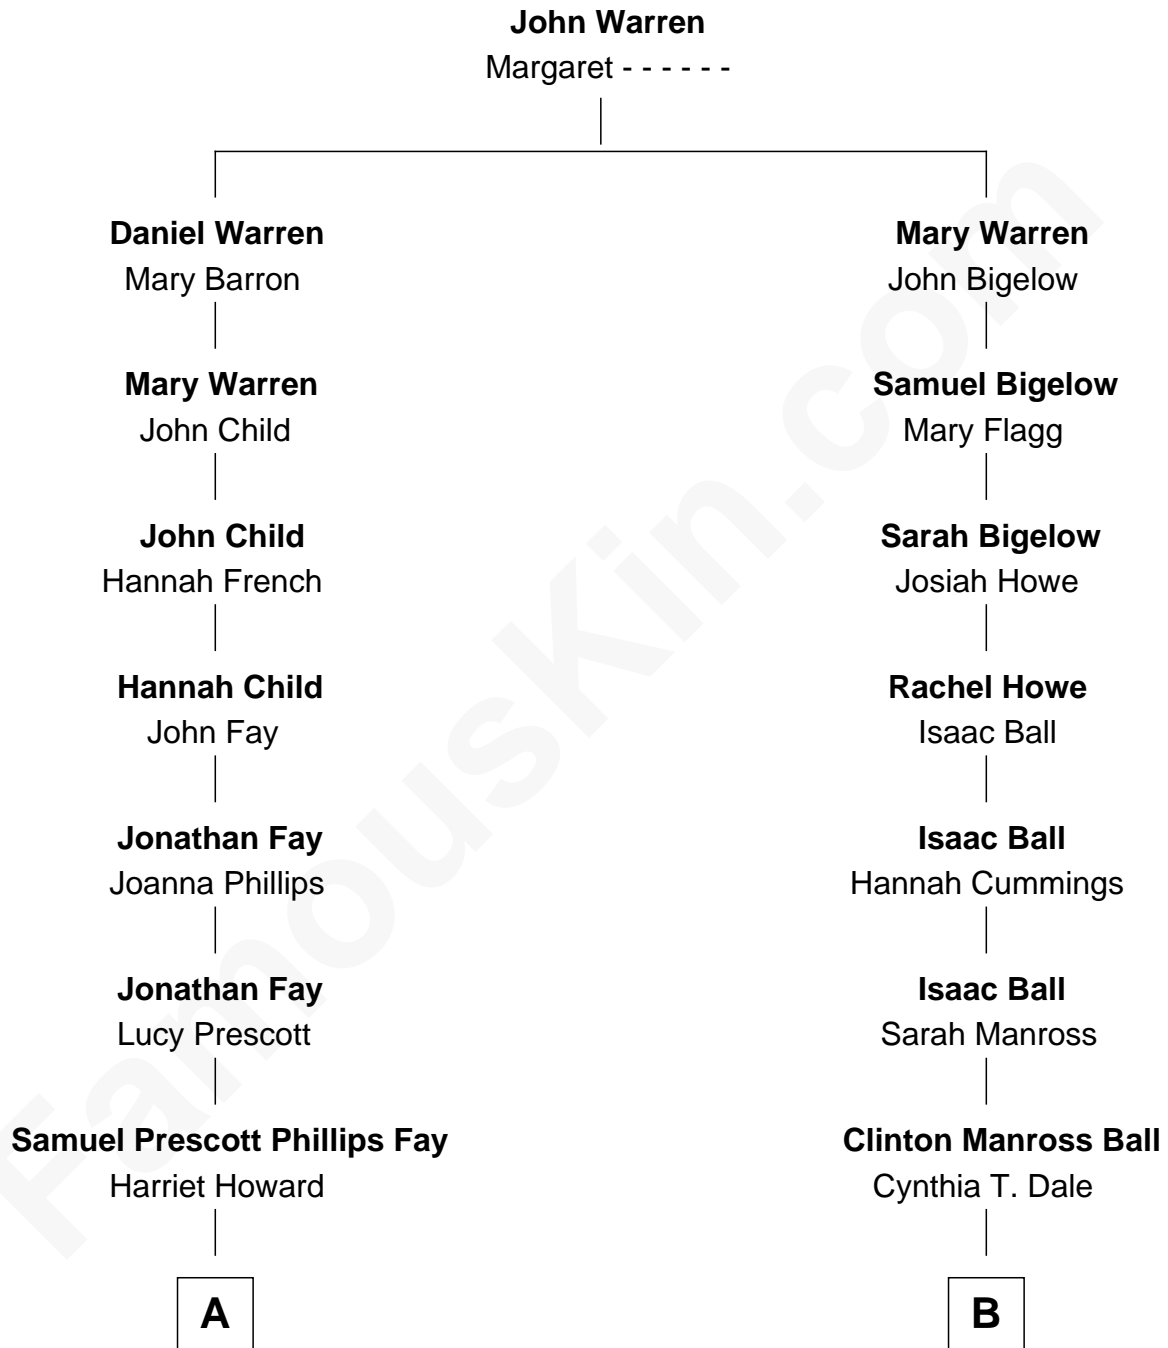 John Warren
Margaret - - - - - -
Daniel Warren
Mary Barron
Mary Warren
John Bigelow
Mary Warren
John Child
Samuel Bigelow
Mary Flagg
John Child
Hannah French
Sarah Bigelow
Josiah Howe
Hannah Child
John Fay
Rachel Howe
Isaac Ball
Jonathan Fay
Joanna Phillips
Isaac Ball
Hannah Cummings
Jonathan Fay
Lucy Prescott
Isaac Ball
Sarah Manross
Samuel Prescott Phillips Fay
Harriet Howard
Clinton Manross Ball
Cynthia T. Dale
A
B
FamousKin.com